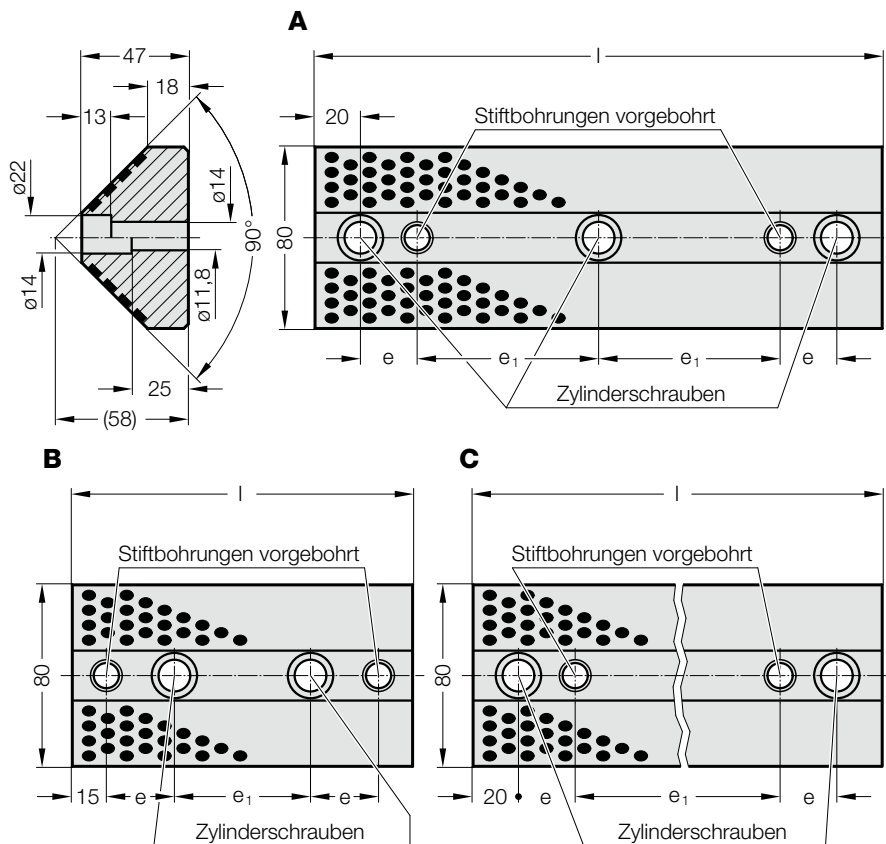 A
47
l
18
20
Stiftbohrungen vorgebohrt
13
ø22
ø14
90°
80
ø14
ø11,8
e
e₁
e₁
e
25
Zylinderschrauben
(58)
B
C
l
l
Stiftbohrungen vorgebohrt
Stiftbohrungen vorgebohrt
80
80
15
e
e₁
e
20
e
e₁
e
Zylinderschrauben
Zylinderschrauben